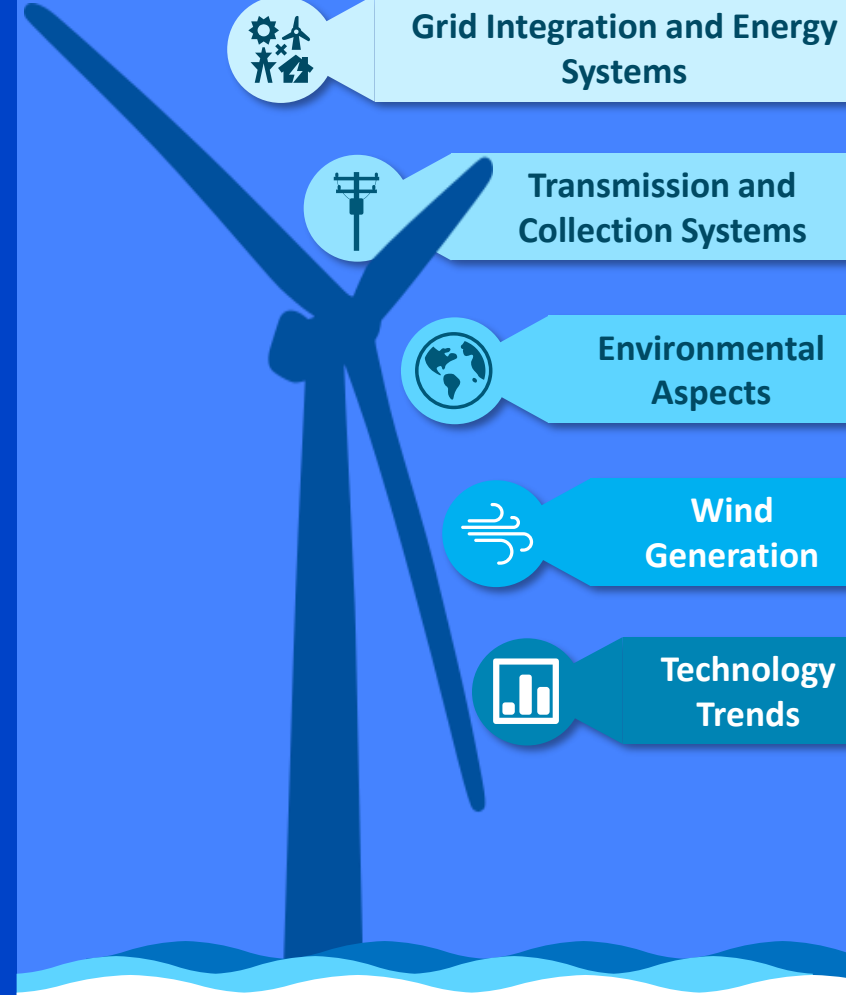 Grid Integration and Energy
Systems
Transmission and
Collection Systems
Environmental
Aspects
Wind
Generation
Technology
Trends